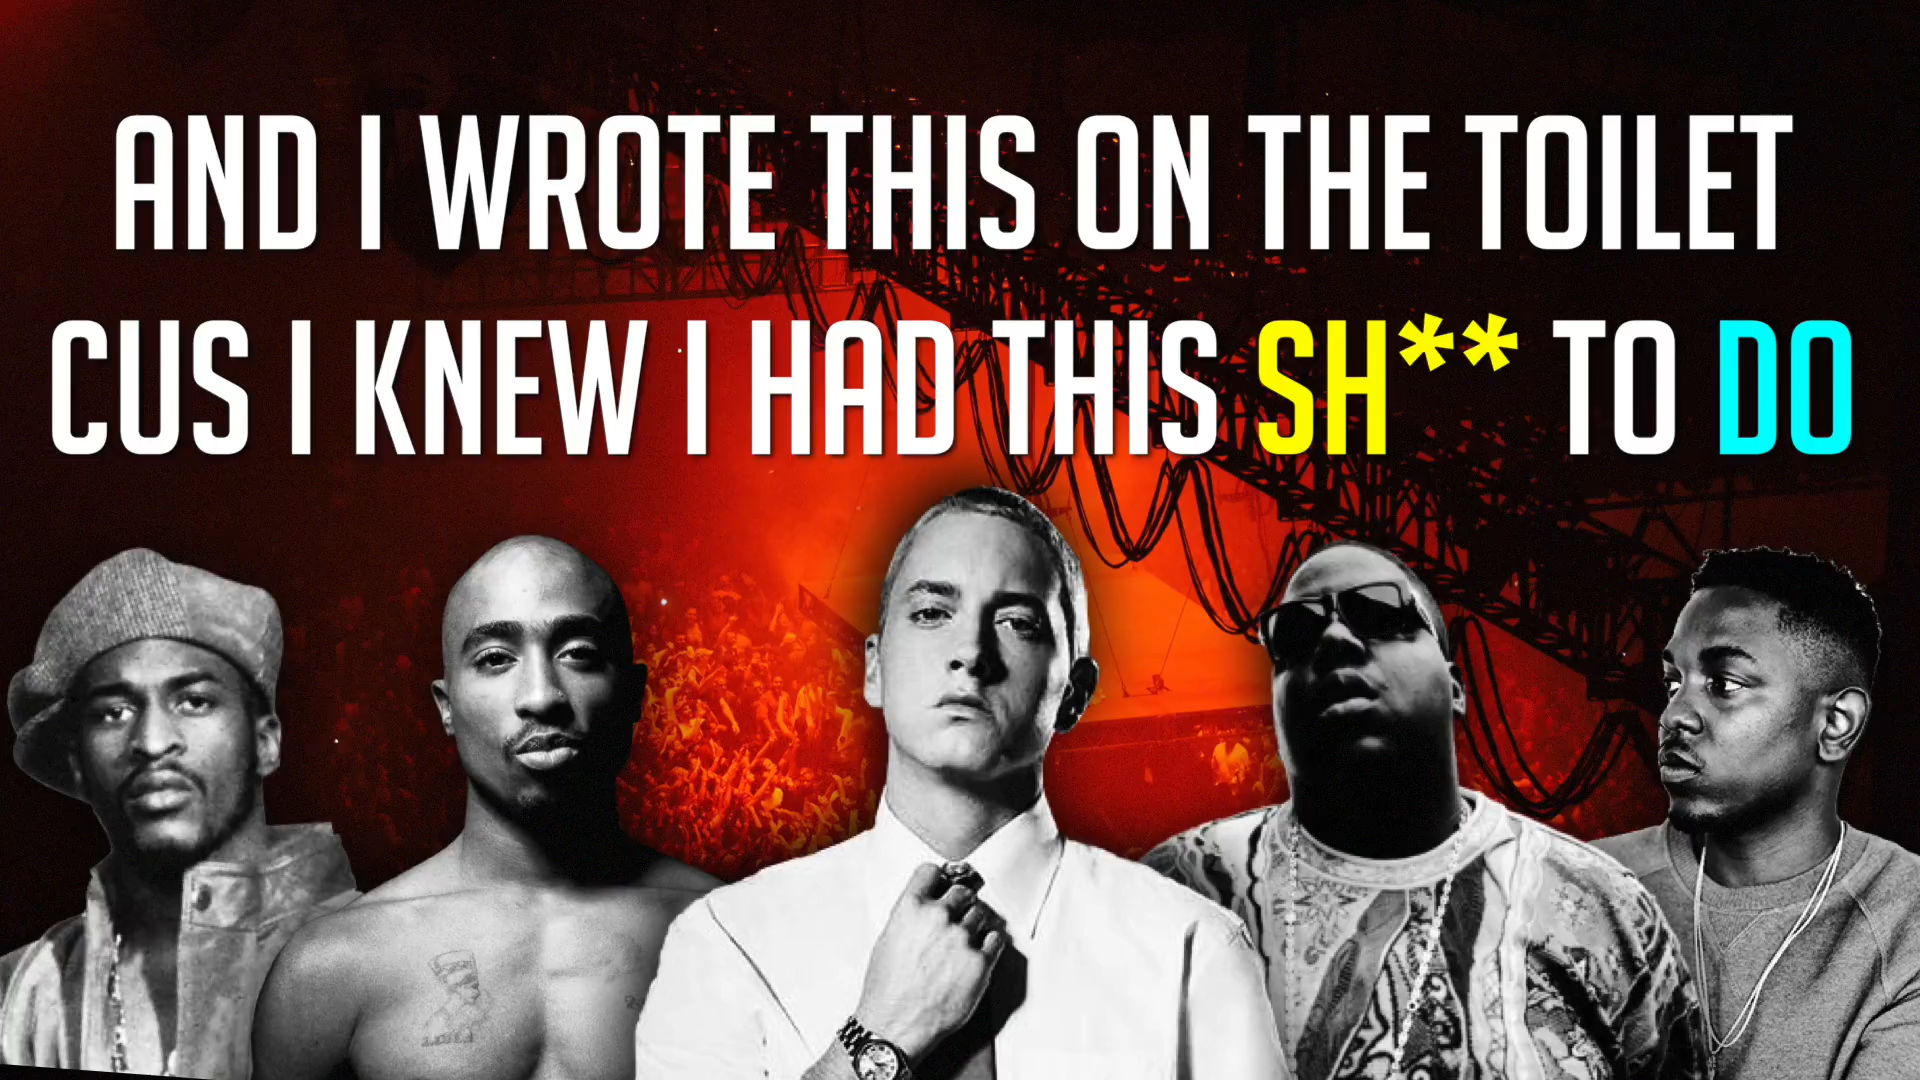 AND I WROTE THIS ON THE TOILET
CUS I KNEW I HAD THIS SH** TO DO